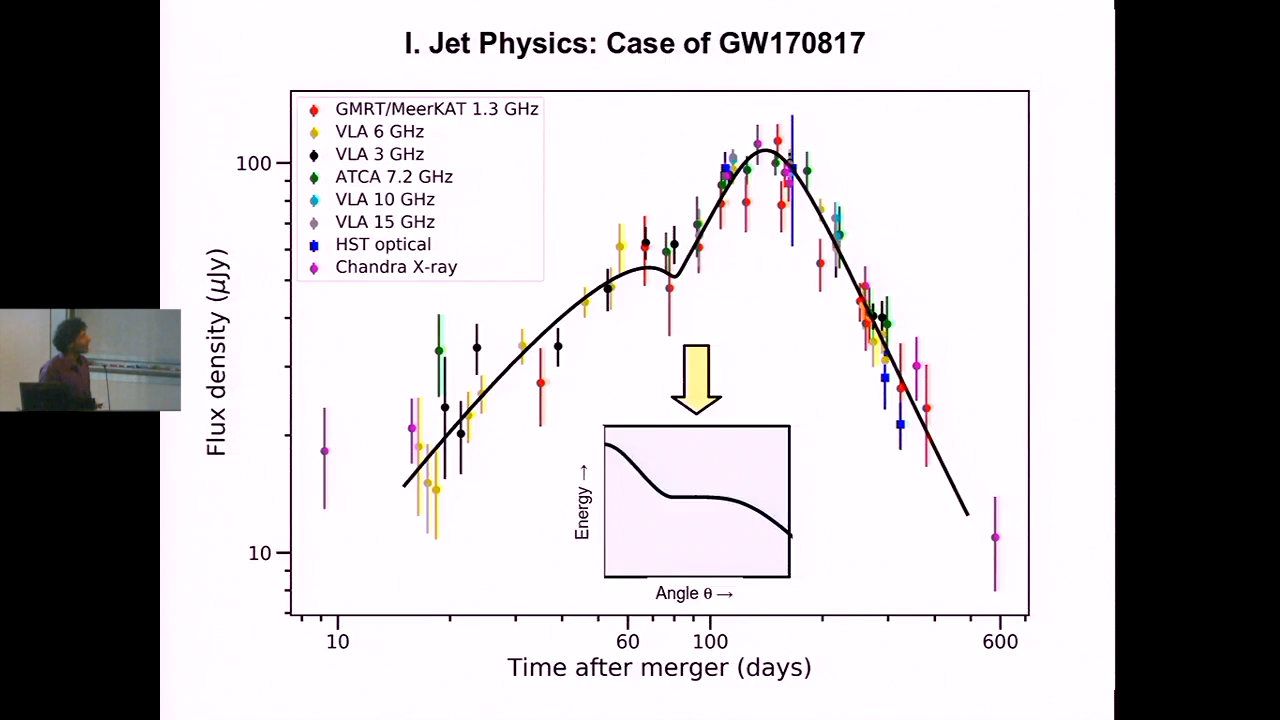 I. Jet Physics: Case of GW170817
GMRT/MeerKAT 1.3 GHz
VLA 6 GHz
VLA 3 GHz
ATCA 7.2 GHz
VLA 10 GHz
VLA 15 GHz
HST optical
Chandra X-ray
100
10
Flux density (μJy)
Energy →
Angle θ →
10
60
100
600
Time after merger (days)